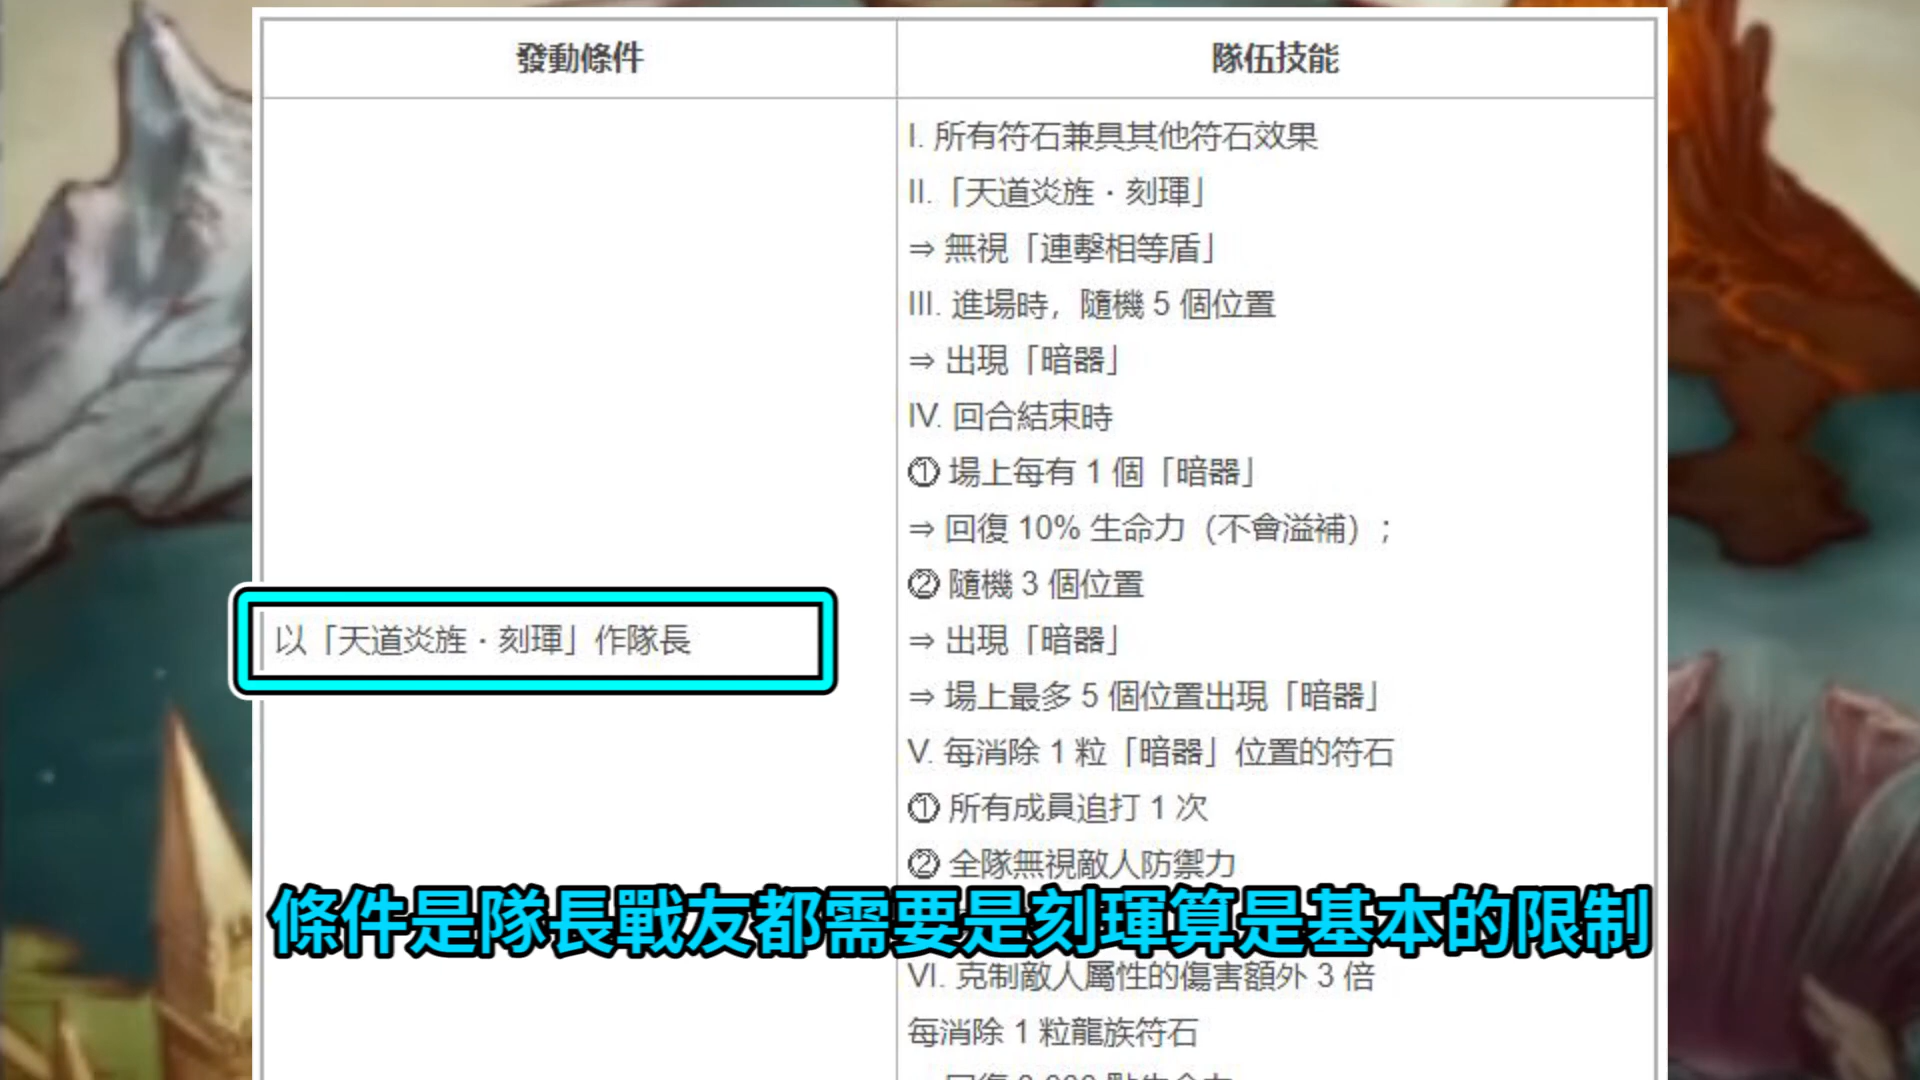 發動條件
隊伍技能
以「天道炎旌．刻琿」作隊長
I. 所有符石兼具其他符石效果
II.「天道炎旌．刻琿」
⇒ 無視「連擊相等盾」
III. 進場時，隨機 5 個位置
⇒ 出現「暗器」
IV. 回合結束時
① 場上每有 1 個「暗器」
⇒ 回復 10% 生命力（不會溢補）；
② 隨機 3 個位置
⇒ 出現「暗器」
⇒ 場上最多 5 個位置出現「暗器」
V. 每消除 1 粒「暗器」位置的符石
① 所有成員追打 1 次
② 全隊無視敵人防禦力
條件是隊長戰友都需要是刻琿算是基本的限制
VI. 克制敵人屬性的傷害額外 3 倍
每消除 1 粒龍族符石